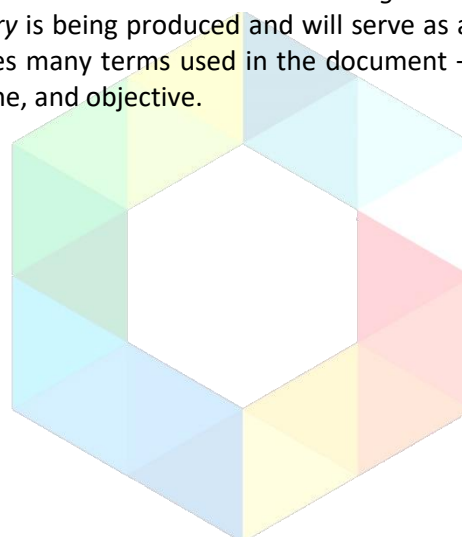 ry is being produced and will serve as a
es many terms used in the document -
ne, and objective.